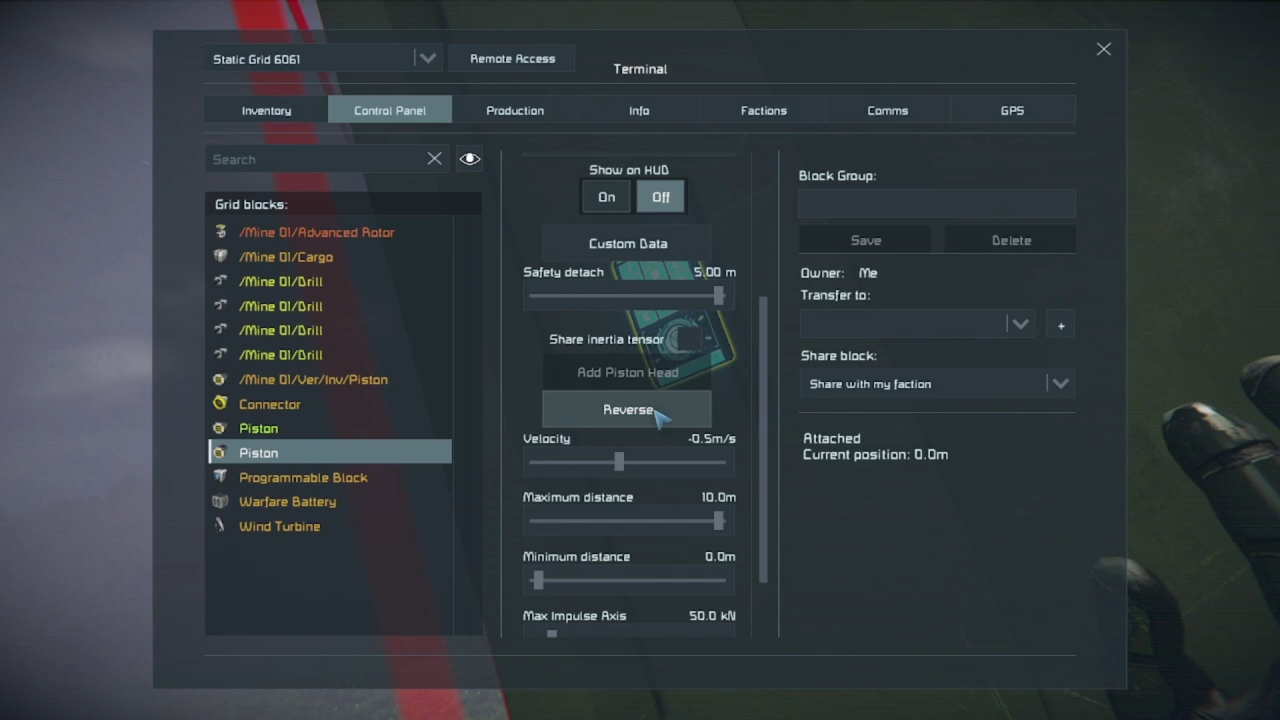 Static Grid 6061
Remote Access
Terminal
Inventory
Control Panel
Production
Info
Factions
Comms
GPS
Search
Grid blocks:
/Mine 01/Advanced Rotor
/Mine 01/Cargo
/Mine 01/Drill
/Mine 01/Drill
/Mine 01/Drill
/Mine 01/Drill
/Mine 01/Ver/Inv/Piston
Connector
Piston
Piston
Programmable Block
Warfare Battery
Wind Turbine
Show on HUD
On Off
Custom Data
Safety detach 5.00 m
Share inertia tensor
Add Piston Head
Reverse
Velocity -0.5m/s
Maximum distance 10.0m
Minimum distance 0.0m
Max Impulse Axis 50.0 kN
Block Group:
Save Delete
Owner: Me
Transfer to:
+
Share block:
Share with my faction
Attached
Current position: 0.0m